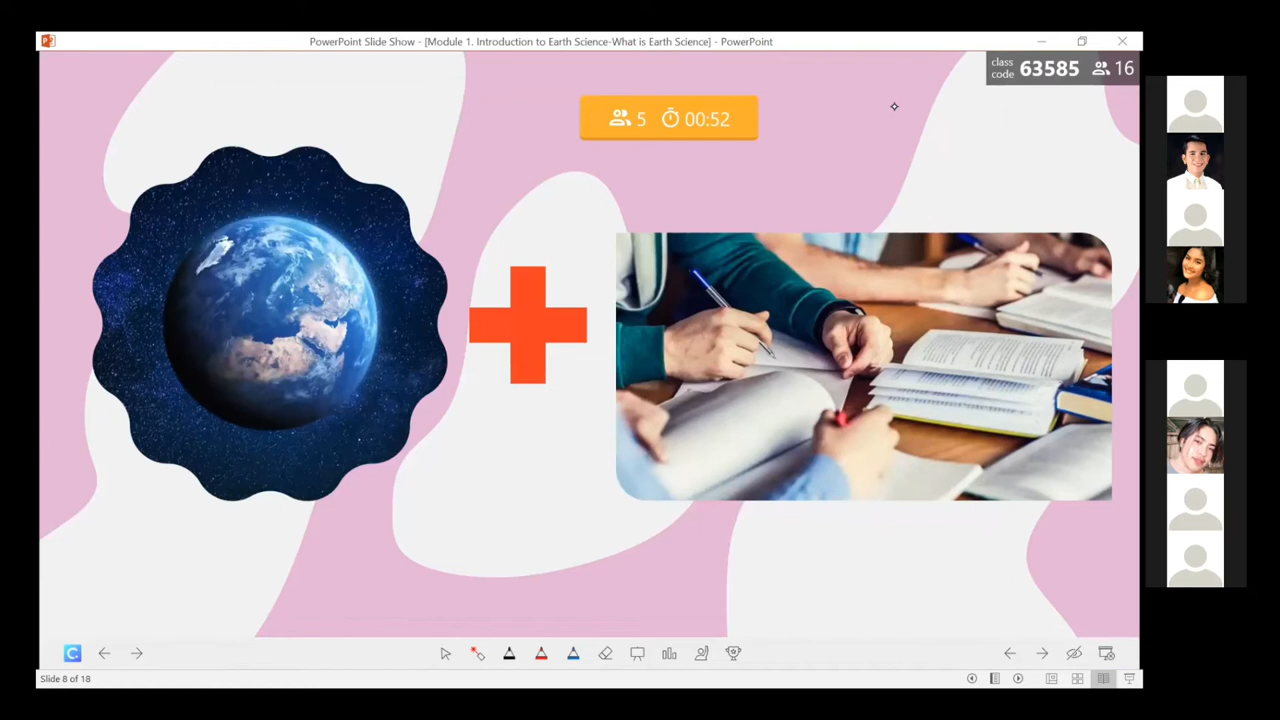 PowerPoint Slide Show - [Module 1. Introduction to Earth Science-What is Earth Science] - PowerPoint
class code 63585 16
5 00:52
Slide 8 of 18